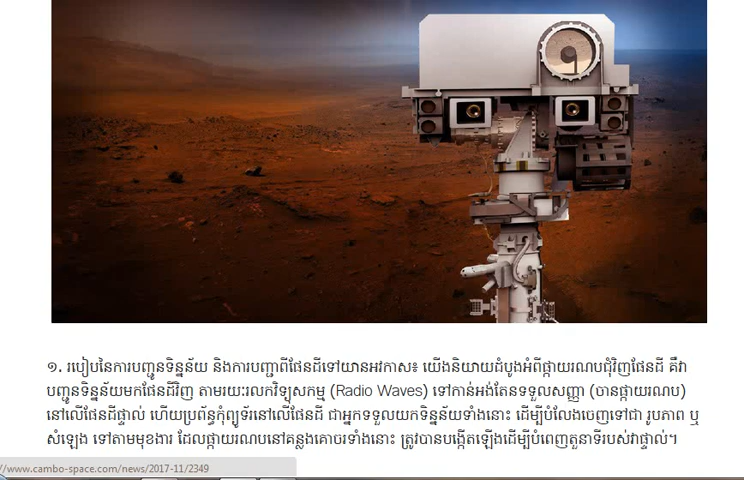 ១. របៀបនៃការបញ្ជូនទិន្នន័យ និងការបញ្ជាពីផែនដីទៅយានអវកាស៖ យើងនិយាយដំបូងអំពីផ្កាយរណបជុំវិញផែនដី គឺវា
បញ្ជូនទិន្នន័យមកផែនដីវិញ តាមរយៈរលកវិទ្យុសកម្ម (Radio Waves) ទៅកាន់អង់តែនទទួលសញ្ញា (ចានផ្កាយរណប)
នៅលើផែនដីផ្ទាល់ ហើយប្រព័ន្ធកុំព្យូទ័រនៅលើផែនដី ជាអ្នកទទួលយកទិន្នន័យទាំងនោះ ដើម្បីបំលែងចេញទៅជា រូបភាព ឬ
សំឡេង ទៅតាមមុខងារ ដែលផ្កាយរណបនៅគន្លងគោចរទាំងនោះ ត្រូវបានបង្កើតឡើងដើម្បីបំពេញតួនាទីរបស់វាផ្ទាល់។
/www.cambo-space.com/news/2017-11/2349